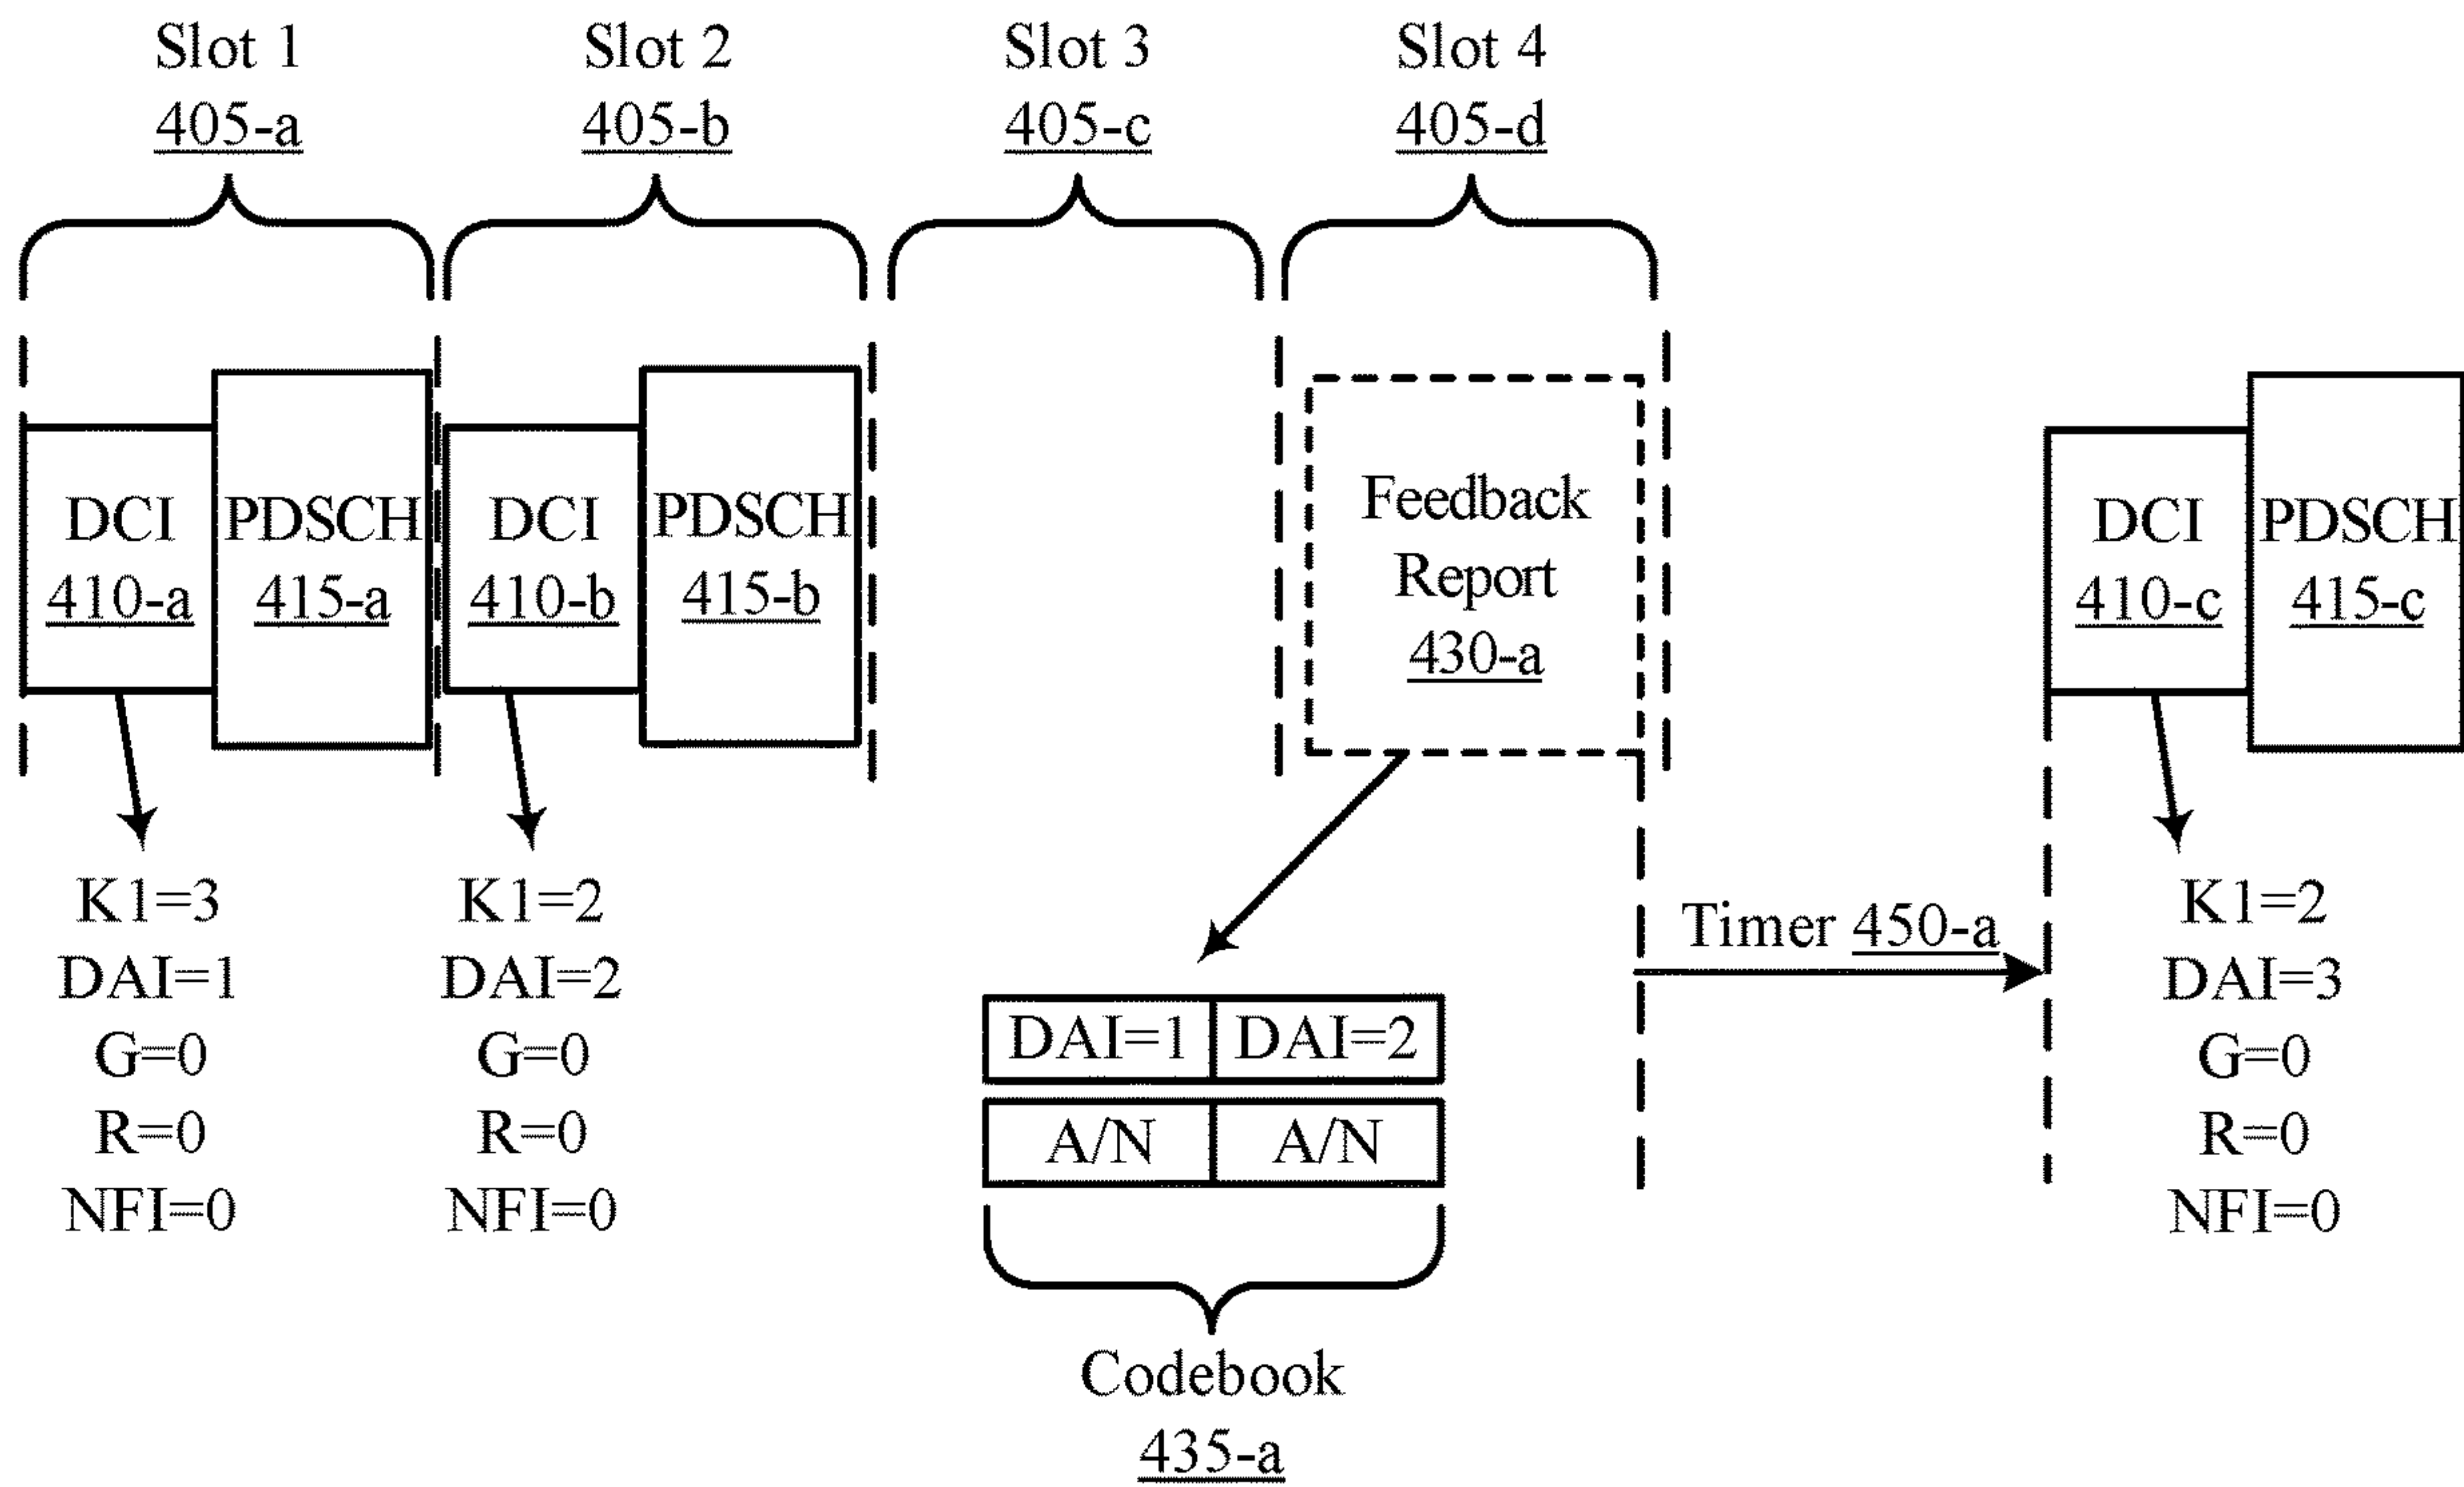 Slot 1
405-a
Slot 2
405-b
Slot 3
405-c
Slot 4
405-d
DCI
410-a
PDSCH
415-a
DCI
410-b
PDSCH
415-b
Feedback
Report
430-a
DCI
410-c
PDSCH
415-c
K1=3
DAI=1
G=0
R=0
NFI=0
K1=2
DAI=2
G=0
R=0
NFI=0
DAI=1
DAI=2
A/N
A/N
Codebook
435-a
Timer 450-a
K1=2
DAI=3
G=0
R=0
NFI=0